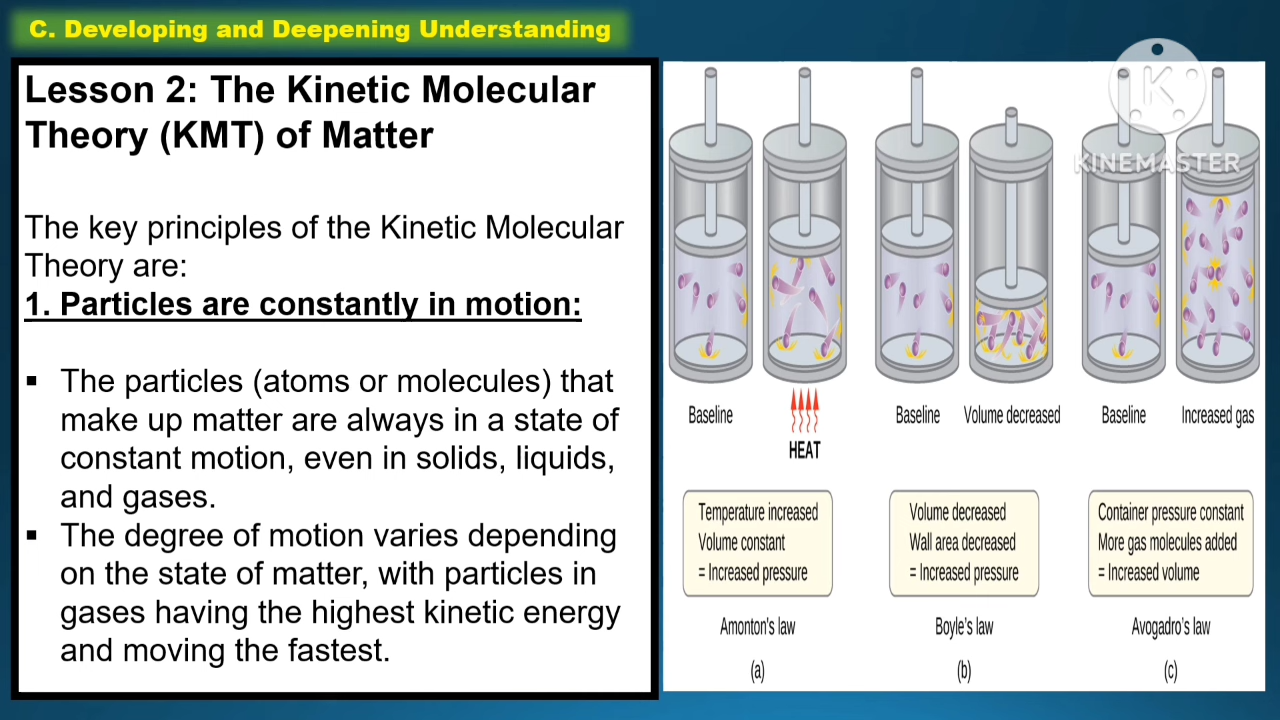 C. Developing and Deepening Understanding
Lesson 2: The Kinetic Molecular
Theory (KMT) of Matter
The key principles of the Kinetic Molecular
Theory are:
1. Particles are constantly in motion:
▪ The particles (atoms or molecules) that
make up matter are always in a state of
constant motion, even in solids, liquids,
and gases.
▪ The degree of motion varies depending
on the state of matter, with particles in
gases having the highest kinetic energy
and moving the fastest.
K
KINEMASTER
Baseline
HEAT
Temperature increased
Volume constant
= Increased pressure
Amonton's law
(a)
Baseline
Volume decreased
Volume decreased
Wall area decreased
= Increased pressure
Boyle's law
(b)
Baseline
Increased gas
Container pressure constant
More gas molecules added
= Increased volume
Avogadro's law
(c)